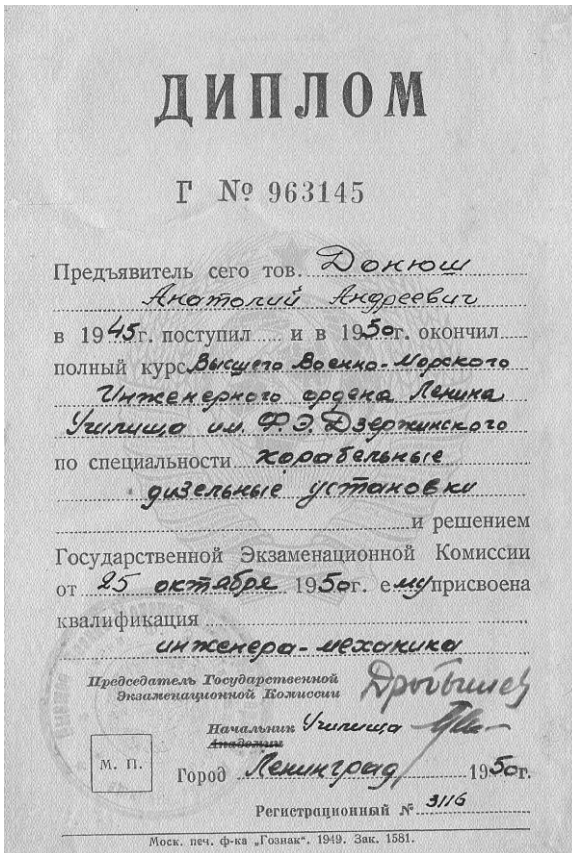 ДИПЛОМ
Г № 963145
Предъявитель сего тов. Донюш
Анатолий Андреевич
в 1945г. поступил и в 1950г. окончил
полный курс Высшего Военно-Морского
Инженерного ордена Ленина
Училища им. Ф.Э. Дзержинского
по специальности корабельные
дизельные установки
и решением
Государственной Экзаменационной Комиссии
от 25 октября 1950г. ему присвоена
квалификация
инженера-механика
Председатель Государственной
Экзаменационной Комиссии
Начальник Училища
Академии
М. П.
Город Ленинград 1950г.
Регистрационный № 3116
Моск. печ. ф-ка „Гознак“. 1949. Зак. 1581.